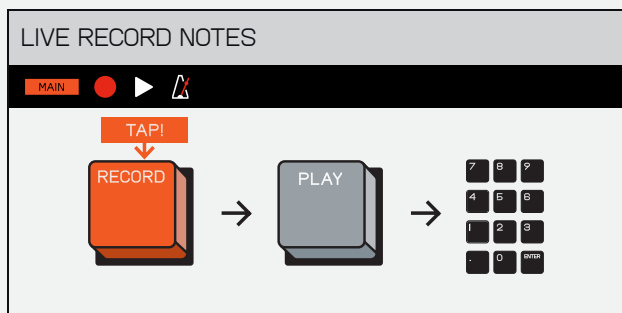 LIVE RECORD NOTES
MAIN
TAP!
RECORD
PLAY
7 8 9
4 5 6
1 2 3
. 0 ENTER